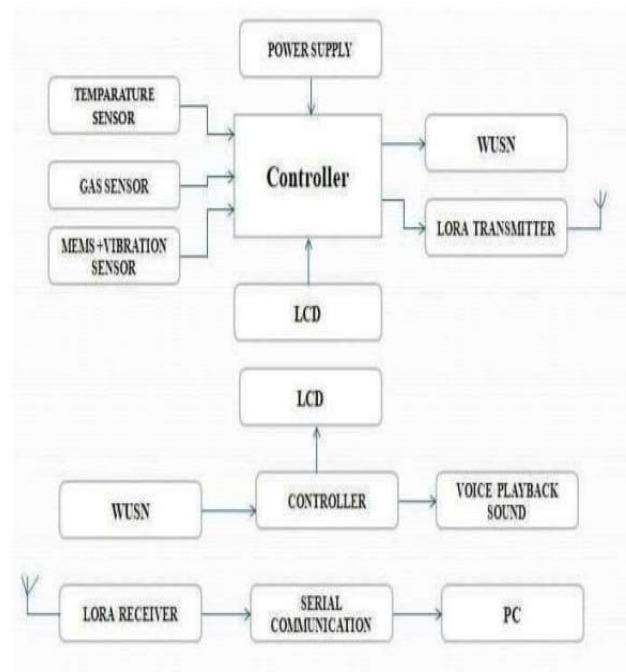 POWER SUPPLY
TEMPARATURE
SENSOR
GAS SENSOR
MEMS+VIBRATION
SENSOR
Controller
WUSN
LORA TRANSMITTER
LCD
LCD
WUSN
CONTROLLER
VOICE PLAYBACK
SOUND
LORA RECEIVER
SERIAL
COMMUNICATION
PC